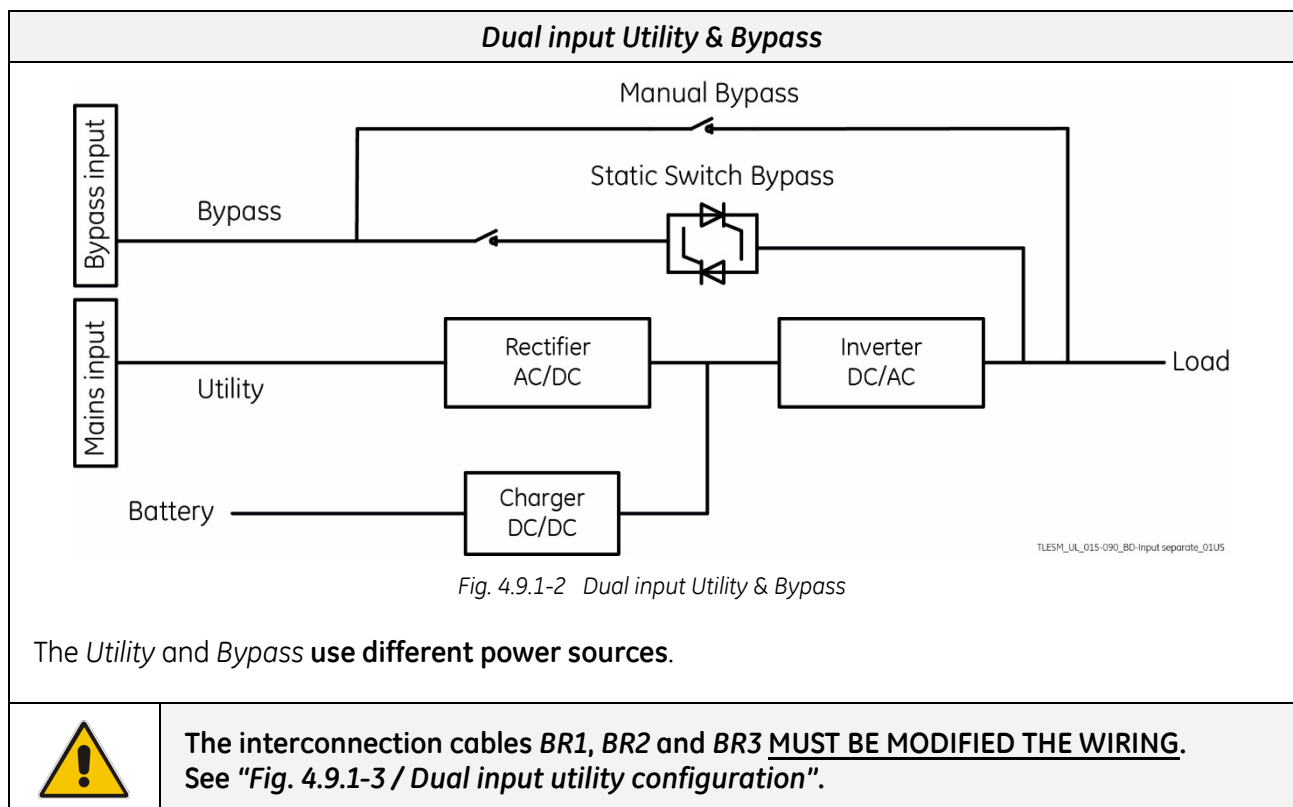 Dual input Utility & Bypass
Manual Bypass
Bypass input
Static Switch Bypass
Bypass
Mains input
Rectifier
AC/DC
Inverter
DC/AC
Load
Utility
Battery
Charger
DC/DC
TLESM_UL_015-090_BD-Input separate_01US
Fig. 4.9.1-2 Dual input Utility & Bypass
The Utility and Bypass use different power sources.
The interconnection cables BR1, BR2 and BR3 MUST BE MODIFIED THE WIRING.
See "Fig. 4.9.1-3 / Dual input utility configuration".